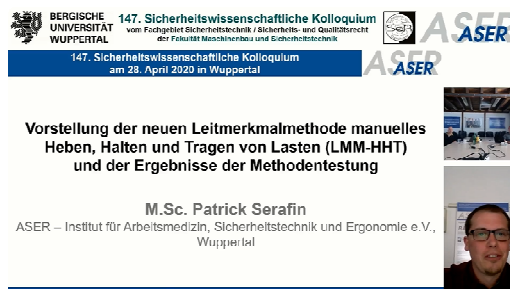 BERGISCHE
UNIVERSITÄT
WUPPERTAL
147. Sicherheitswissenschaftliche Kolloquium
vom Fachgebiet Sicherheitstechnik / Sicherheits- und Qualitätsrecht
der Fakultät Maschinenbau und Sicherheitstechnik
ASER
ASER
147. Sicherheitswissenschaftliche Kolloquium
am 28. April 2020 in Wuppertal
ASER
ASER
Vorstellung der neuen Leitmerkmalmethode manuelles
Heben, Halten und Tragen von Lasten (LMM-HHT)
und der Ergebnisse der Methodentestung
M.Sc. Patrick Serafin
ASER – Institut für Arbeitsmedizin, Sicherheitstechnik und Ergonomie e.V.,
Wuppertal